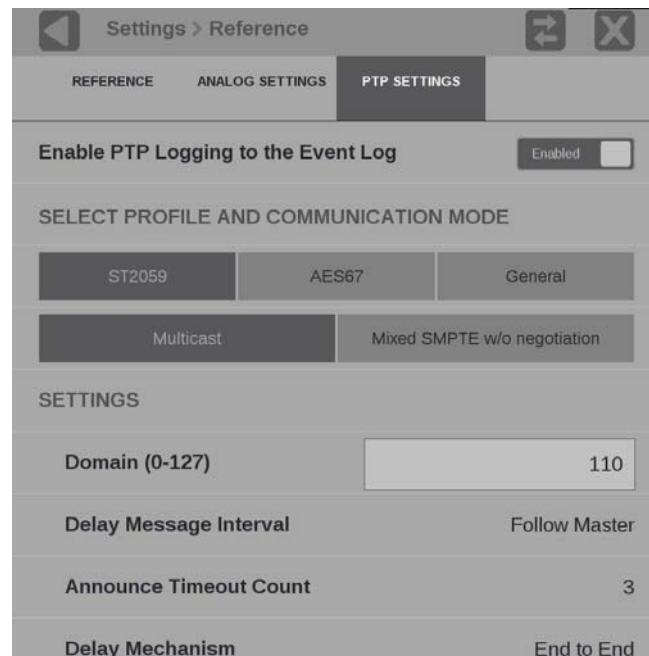 Settings > Reference
REFERENCE ANALOG SETTINGS PTP SETTINGS
Enable PTP Logging to the Event Log Enabled
SELECT PROFILE AND COMMUNICATION MODE
ST2059 AES67 General
Multicast Mixed SMPTE w/o negotiation
SETTINGS
Domain (0-127) 110
Delay Message Interval Follow Master
Announce Timeout Count 3
Delay Mechanism End to End